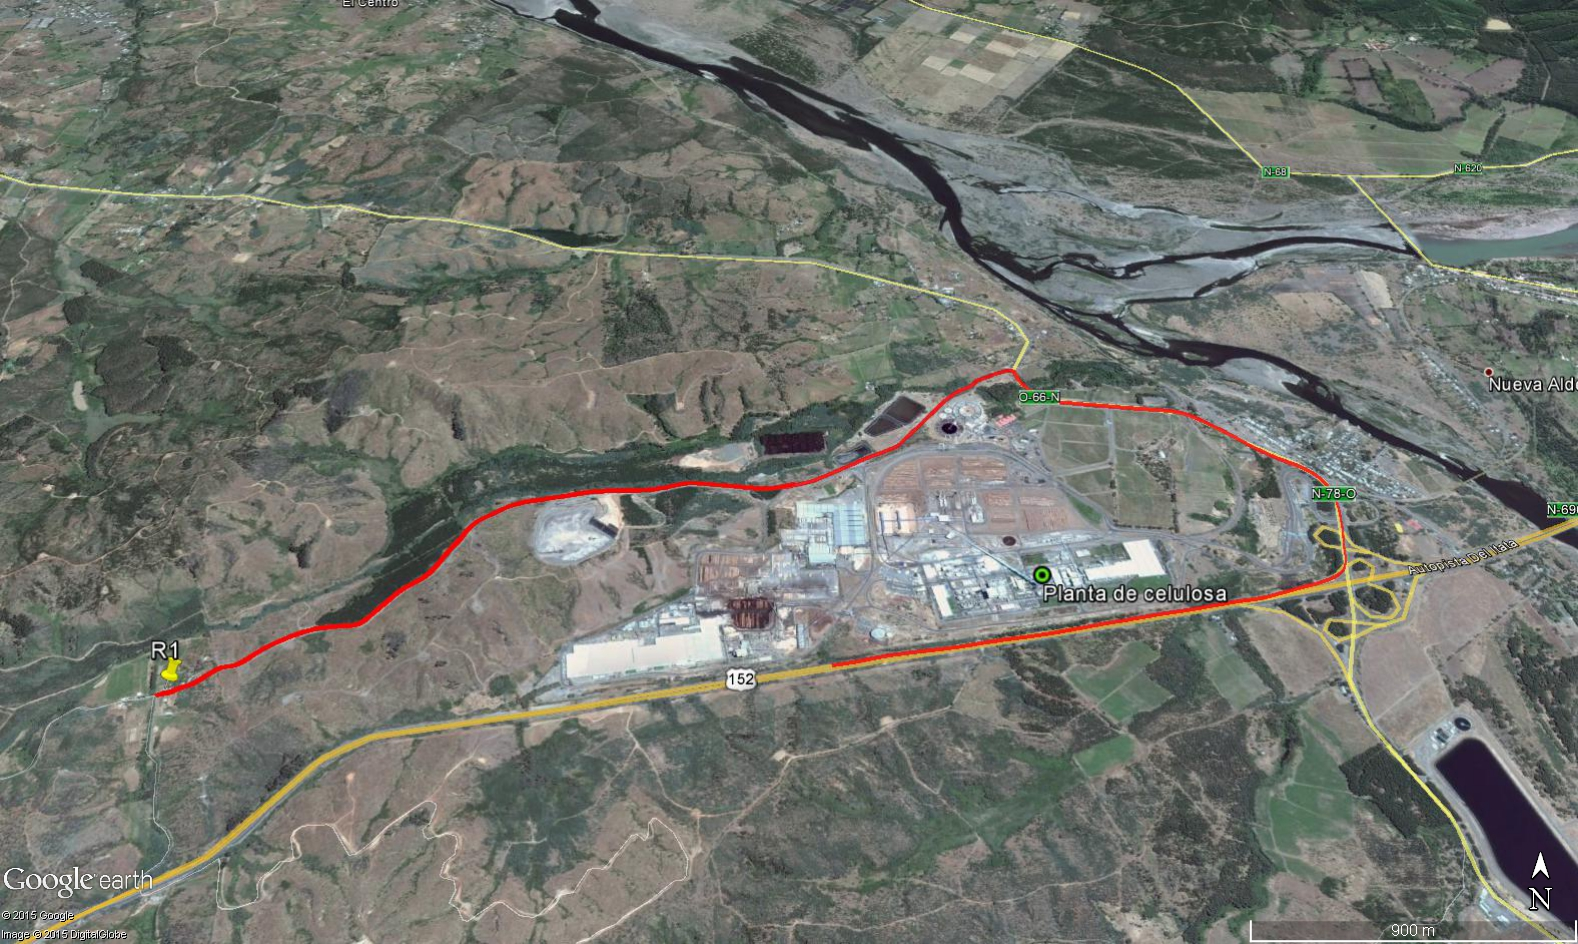 El Centro
N-68
N-620
O-66-N
Nueva Alde
N-78-O
N-690
Autopista Del Itata
Planta de celulosa
R1
152
Google earth
© 2015 Google
Image © 2015 DigitalGlobe
N
900 m